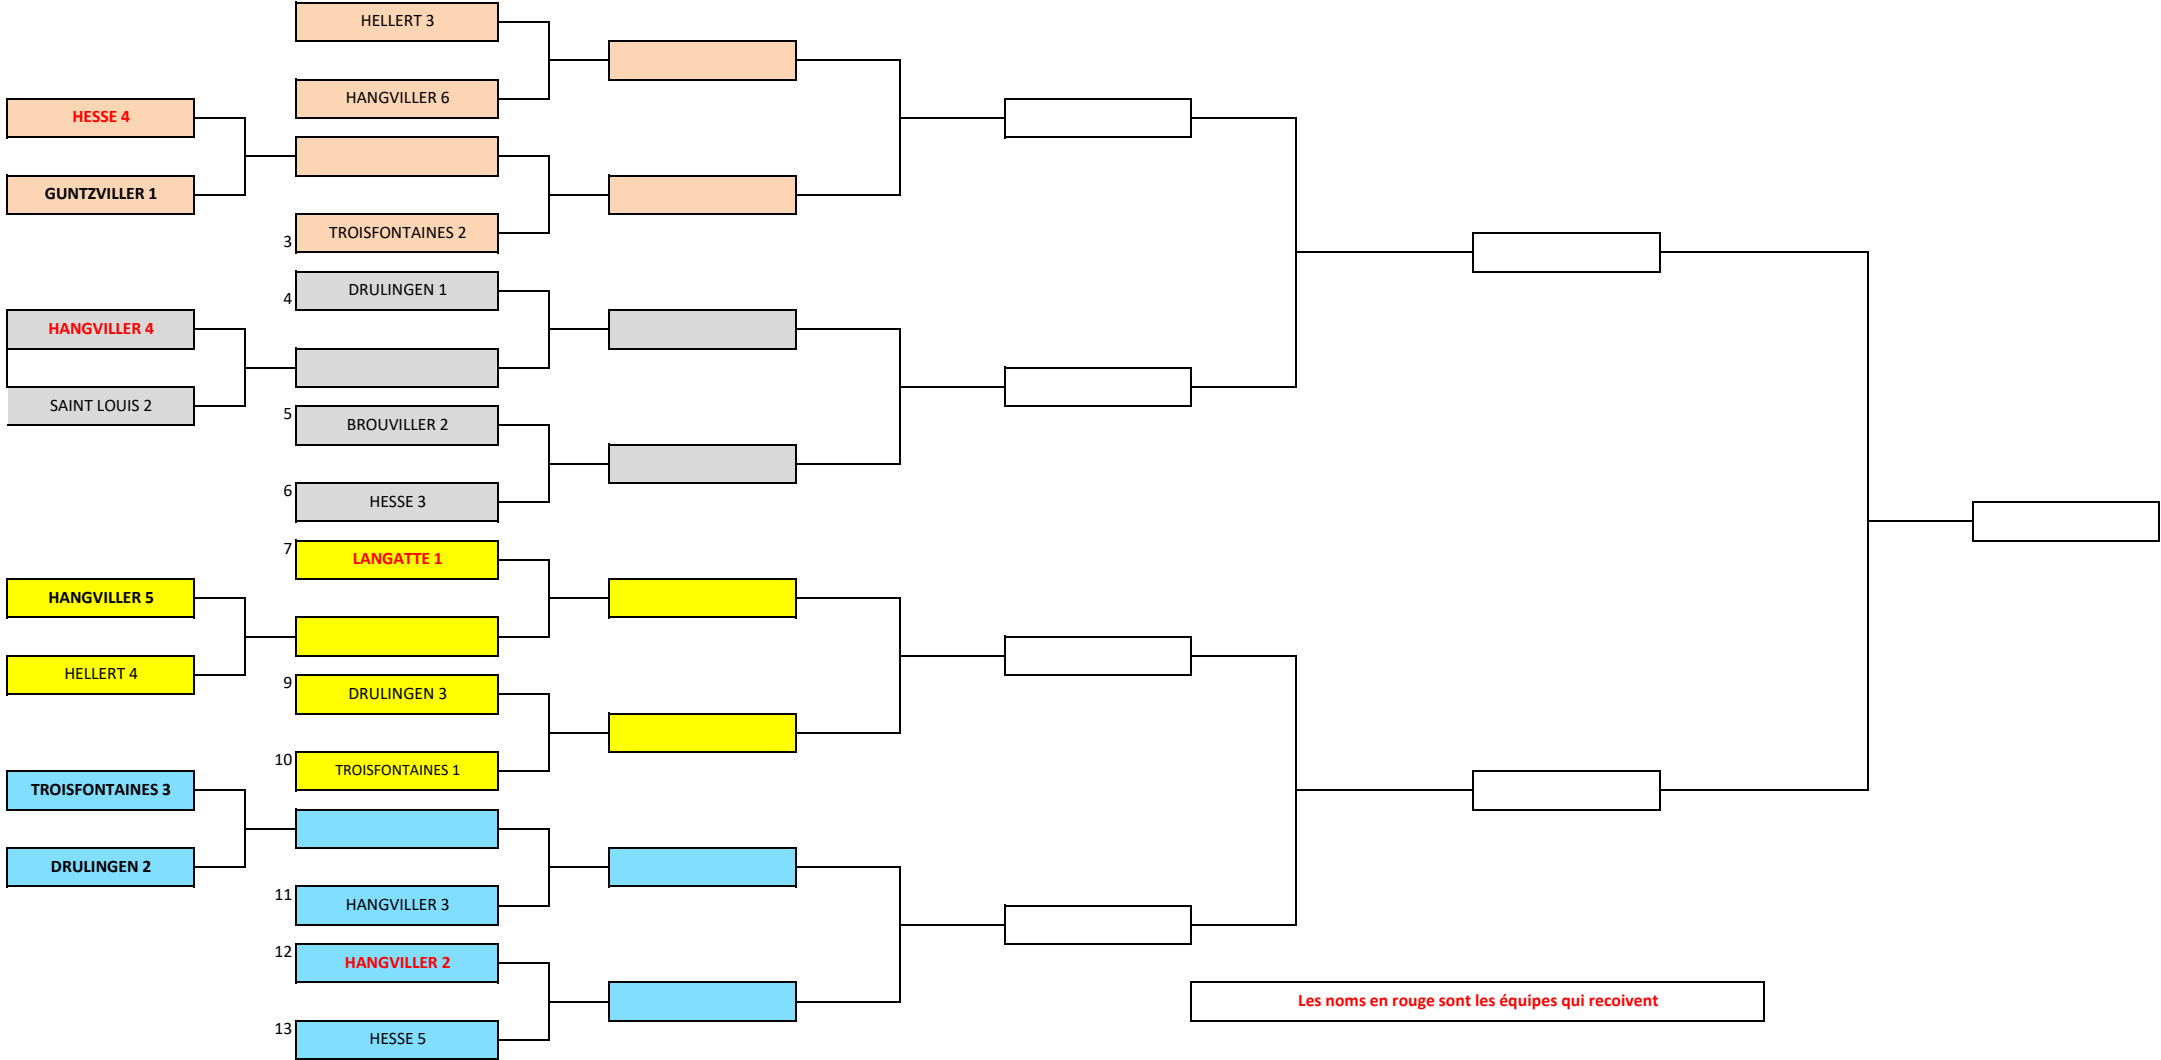 HELLERT 3
HANGVILLER 6
HESSE 4
GUNTZVILLER 1
3 TROISFONTAINES 2
4 DRULINGEN 1
HANGVILLER 4
SAINT LOUIS 2
5 BROUVILLER 2
6 HESSE 3
7 LANGATTE 1
HANGVILLER 5
HELLERT 4
9 DRULINGEN 3
10 TROISFONTAINES 1
TROISFONTAINES 3
DRULINGEN 2
11 HANGVILLER 3
12 HANGVILLER 2
Les noms en rouge sont les équipes qui recoivent
13 HESSE 5